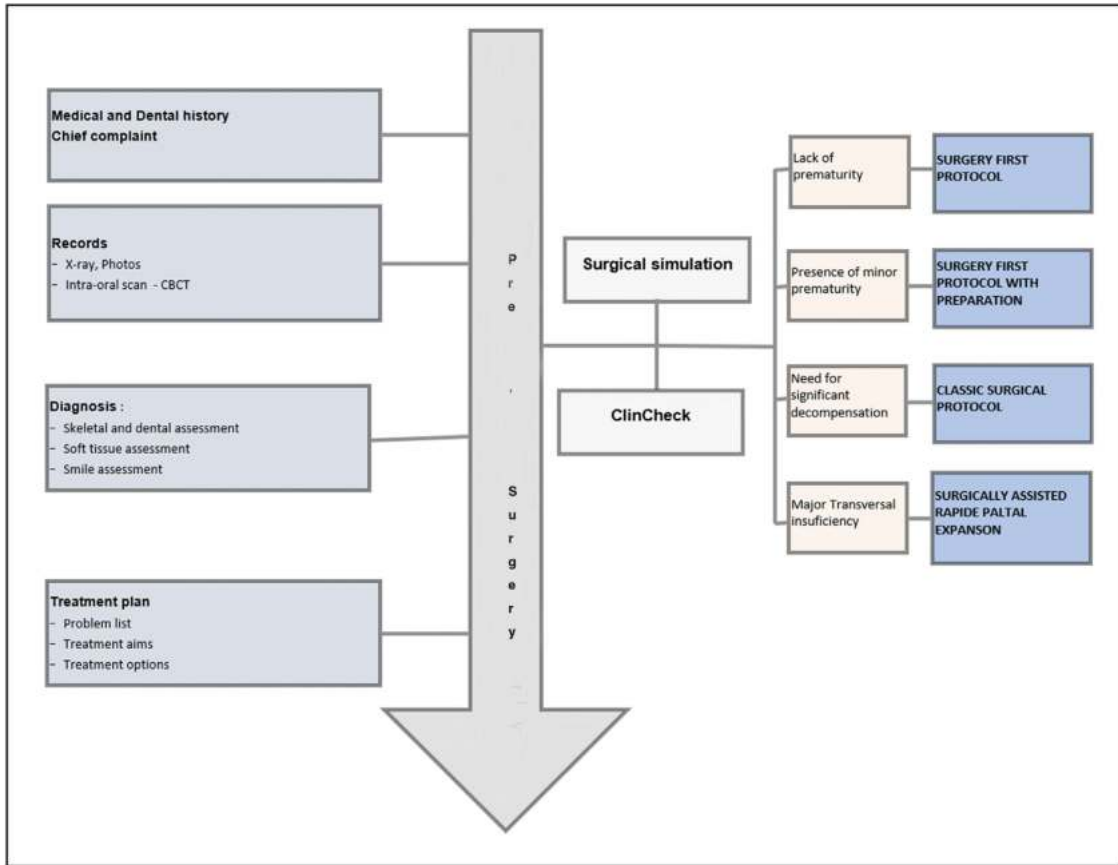 Medical and Dental history
Chief complaint
Records
- X-ray, Photos
- Intra-oral scan - CBCT
Diagnosis :
- Skeletal and dental assessment
- Soft tissue assessment
- Smile assessment
Treatment plan
- Problem list
- Treatment aims
- Treatment options
Pre - Surgery
Surgical simulation
ClinCheck
Lack of
prematurity
SURGERY FIRST
PROTOCOL
Presence of minor
prematurity
SURGERY FIRST
PROTOCOL WITH
PREPARATION
Need for
significant
decompensation
CLASSIC SURGICAL
PROTOCOL
Major Transversal
insuficiency
SURGICALLY ASSISTED
RAPIDE PALTAL
EXPANSON